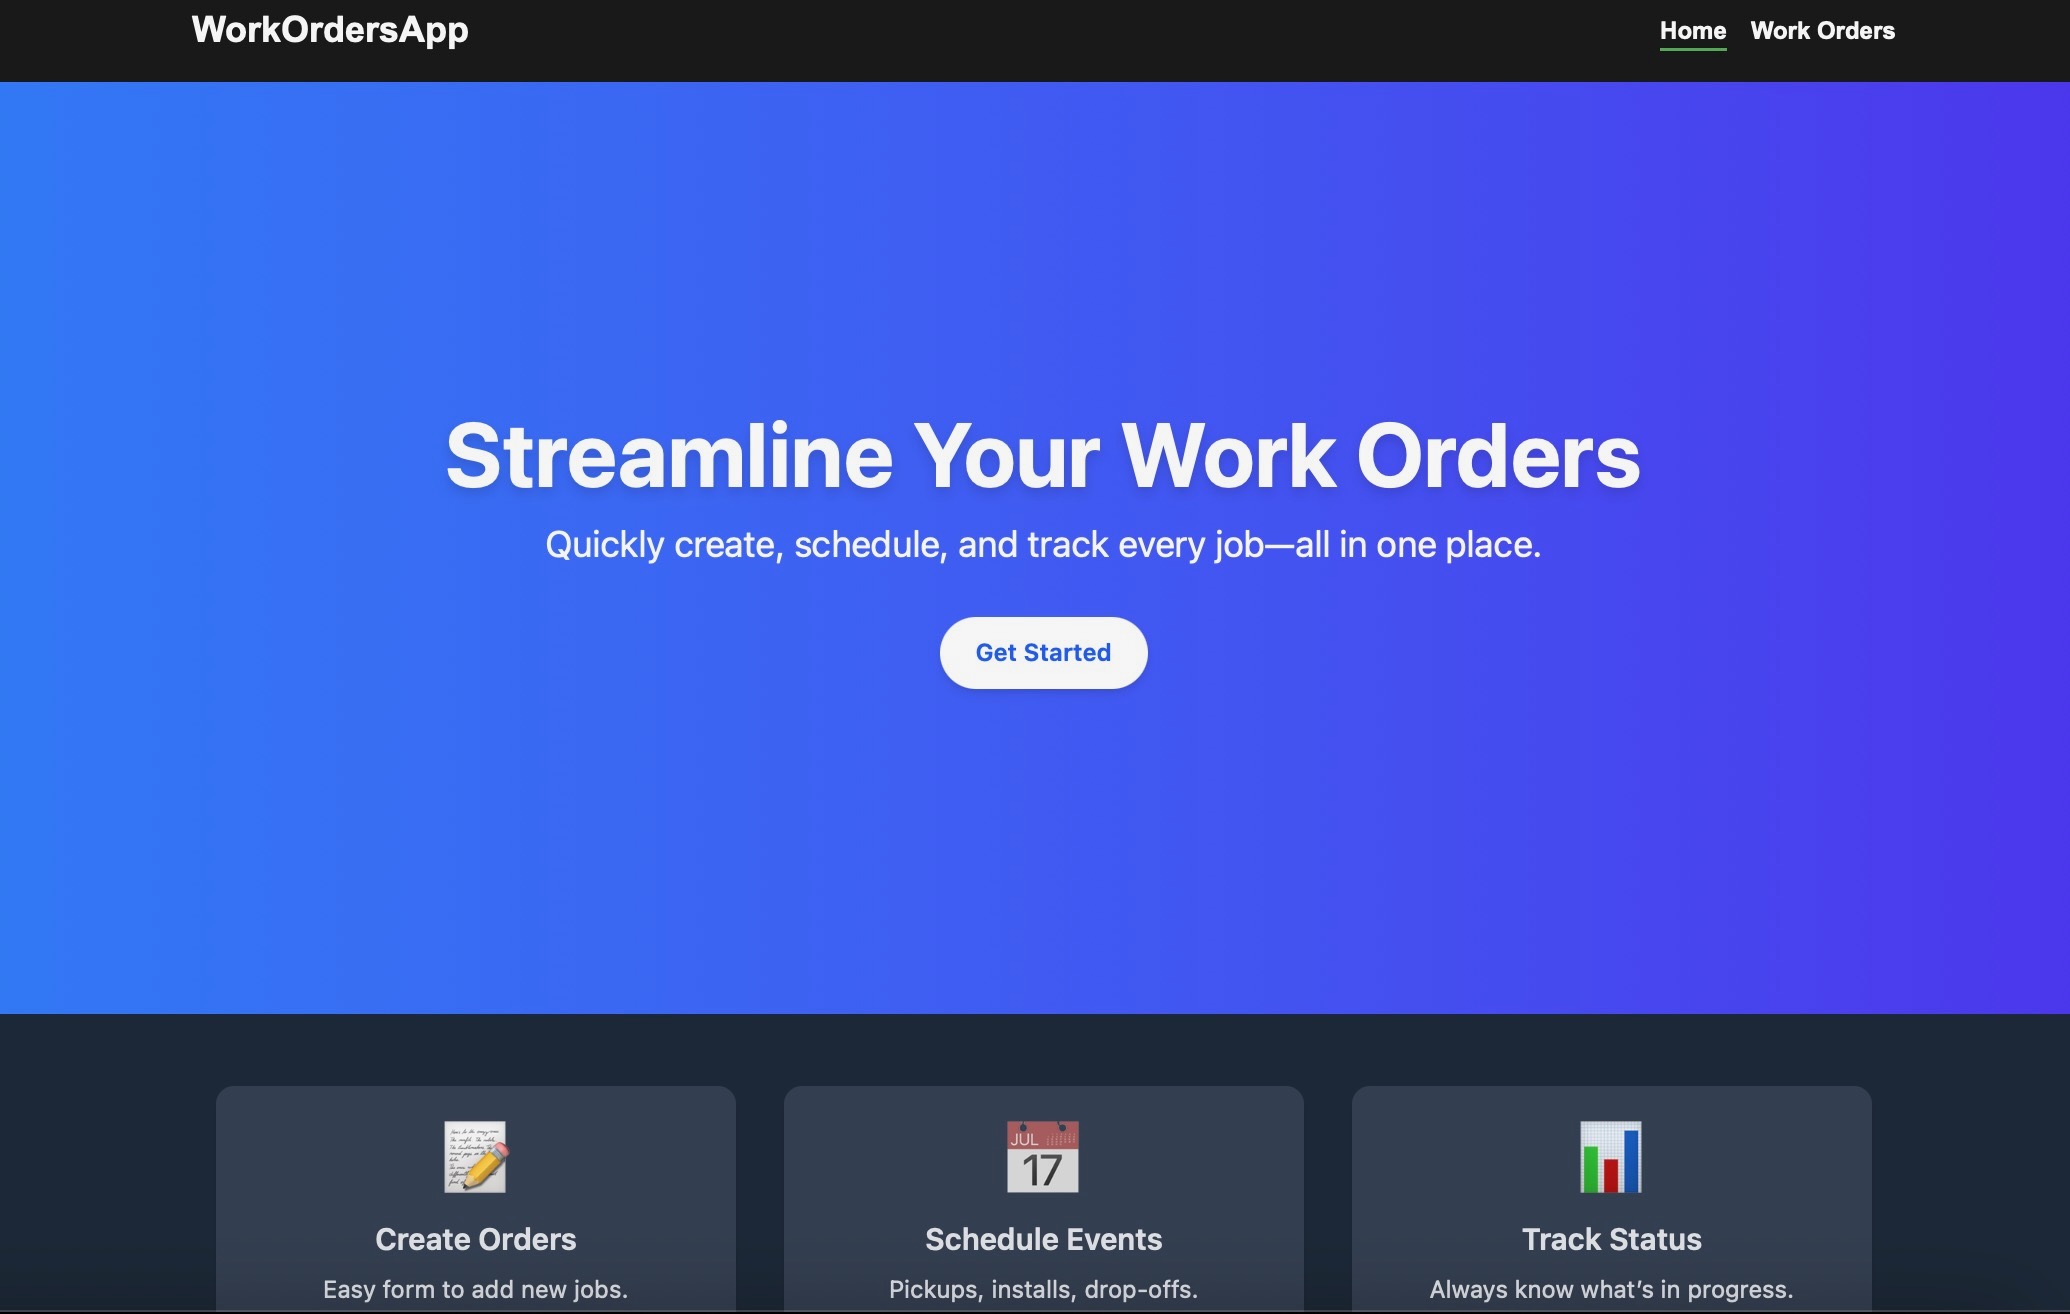 WorkOrdersApp
Home Work Orders
Streamline Your Work Orders
Quickly create, schedule, and track every job—all in one place.
Get Started
JUL
17
Create Orders
Schedule Events
Track Status
Easy form to add new jobs.
Pickups, installs, drop-offs.
Always know what’s in progress.